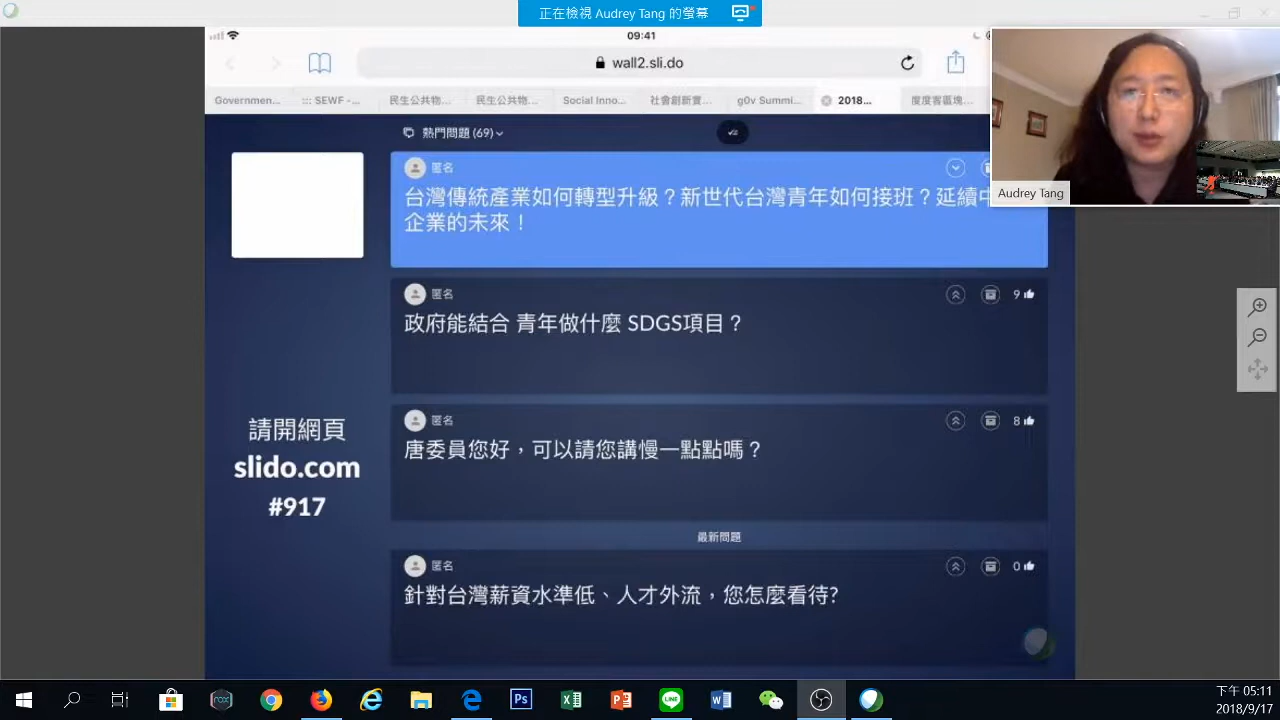 正在檢視 Audrey Tang 的螢幕
09:41
wall2.sli.do
Governmen...
::: SEWF -...
民生公共物...
民生公共物...
Social Inno...
社會創新實...
g0v Summi...
2018...
度度客區塊...
Audrey Tang
熱門問題 (69)
匿名
台灣傳統產業如何轉型升級？新世代台灣青年如何接班？延續中
企業的未來！
匿名
9
政府能結合 青年做什麼 SDGS項目？
匿名
8
唐委員您好，可以請您講慢一點點嗎？
請開網頁
slido.com
#917
最新問題
匿名
0
針對台灣薪資水準低、人才外流，您怎麼看待?
下午 05:11
2018/9/17